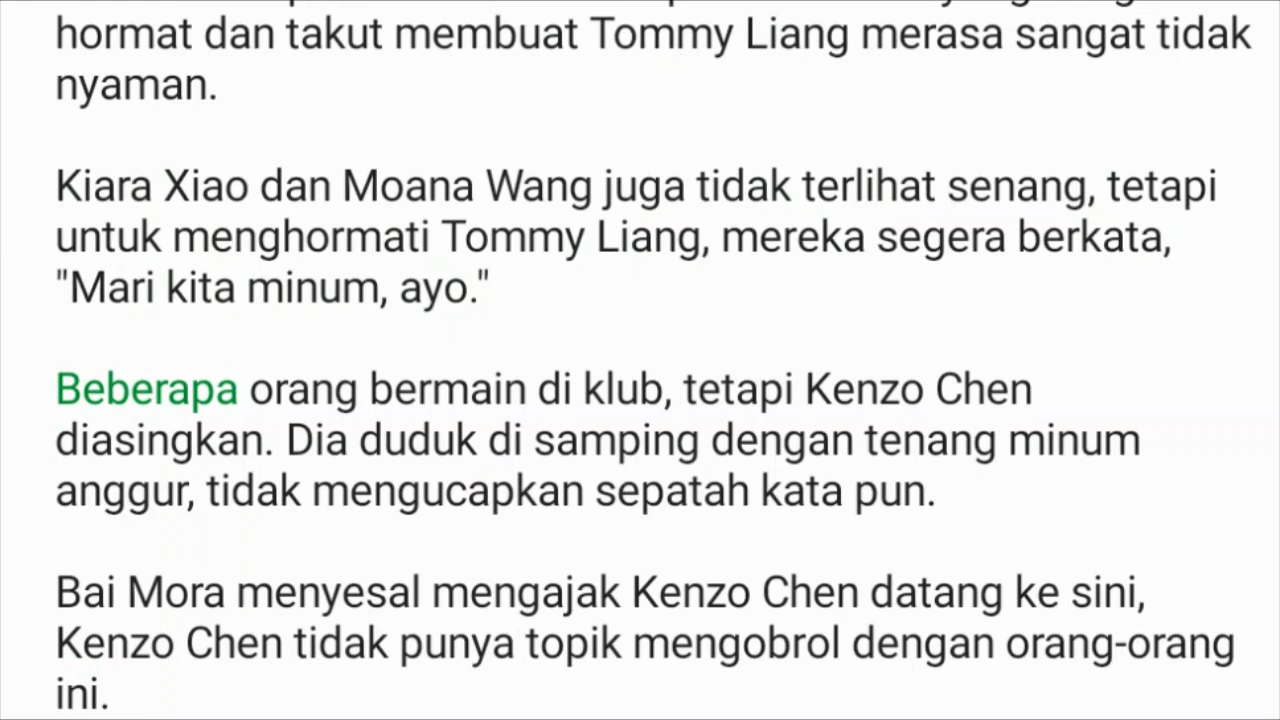 hormat dan takut membuat Tommy Liang merasa sangat tidak
nyaman.
Kiara Xiao dan Moana Wang juga tidak terlihat senang, tetapi
untuk menghormati Tommy Liang, mereka segera berkata,
"Mari kita minum, ayo."
Beberapa orang bermain di klub, tetapi Kenzo Chen
diasingkan. Dia duduk di samping dengan tenang minum
anggur, tidak mengucapkan sepatah kata pun.
Bai Mora menyesal mengajak Kenzo Chen datang ke sini,
Kenzo Chen tidak punya topik mengobrol dengan orang-orang
ini.